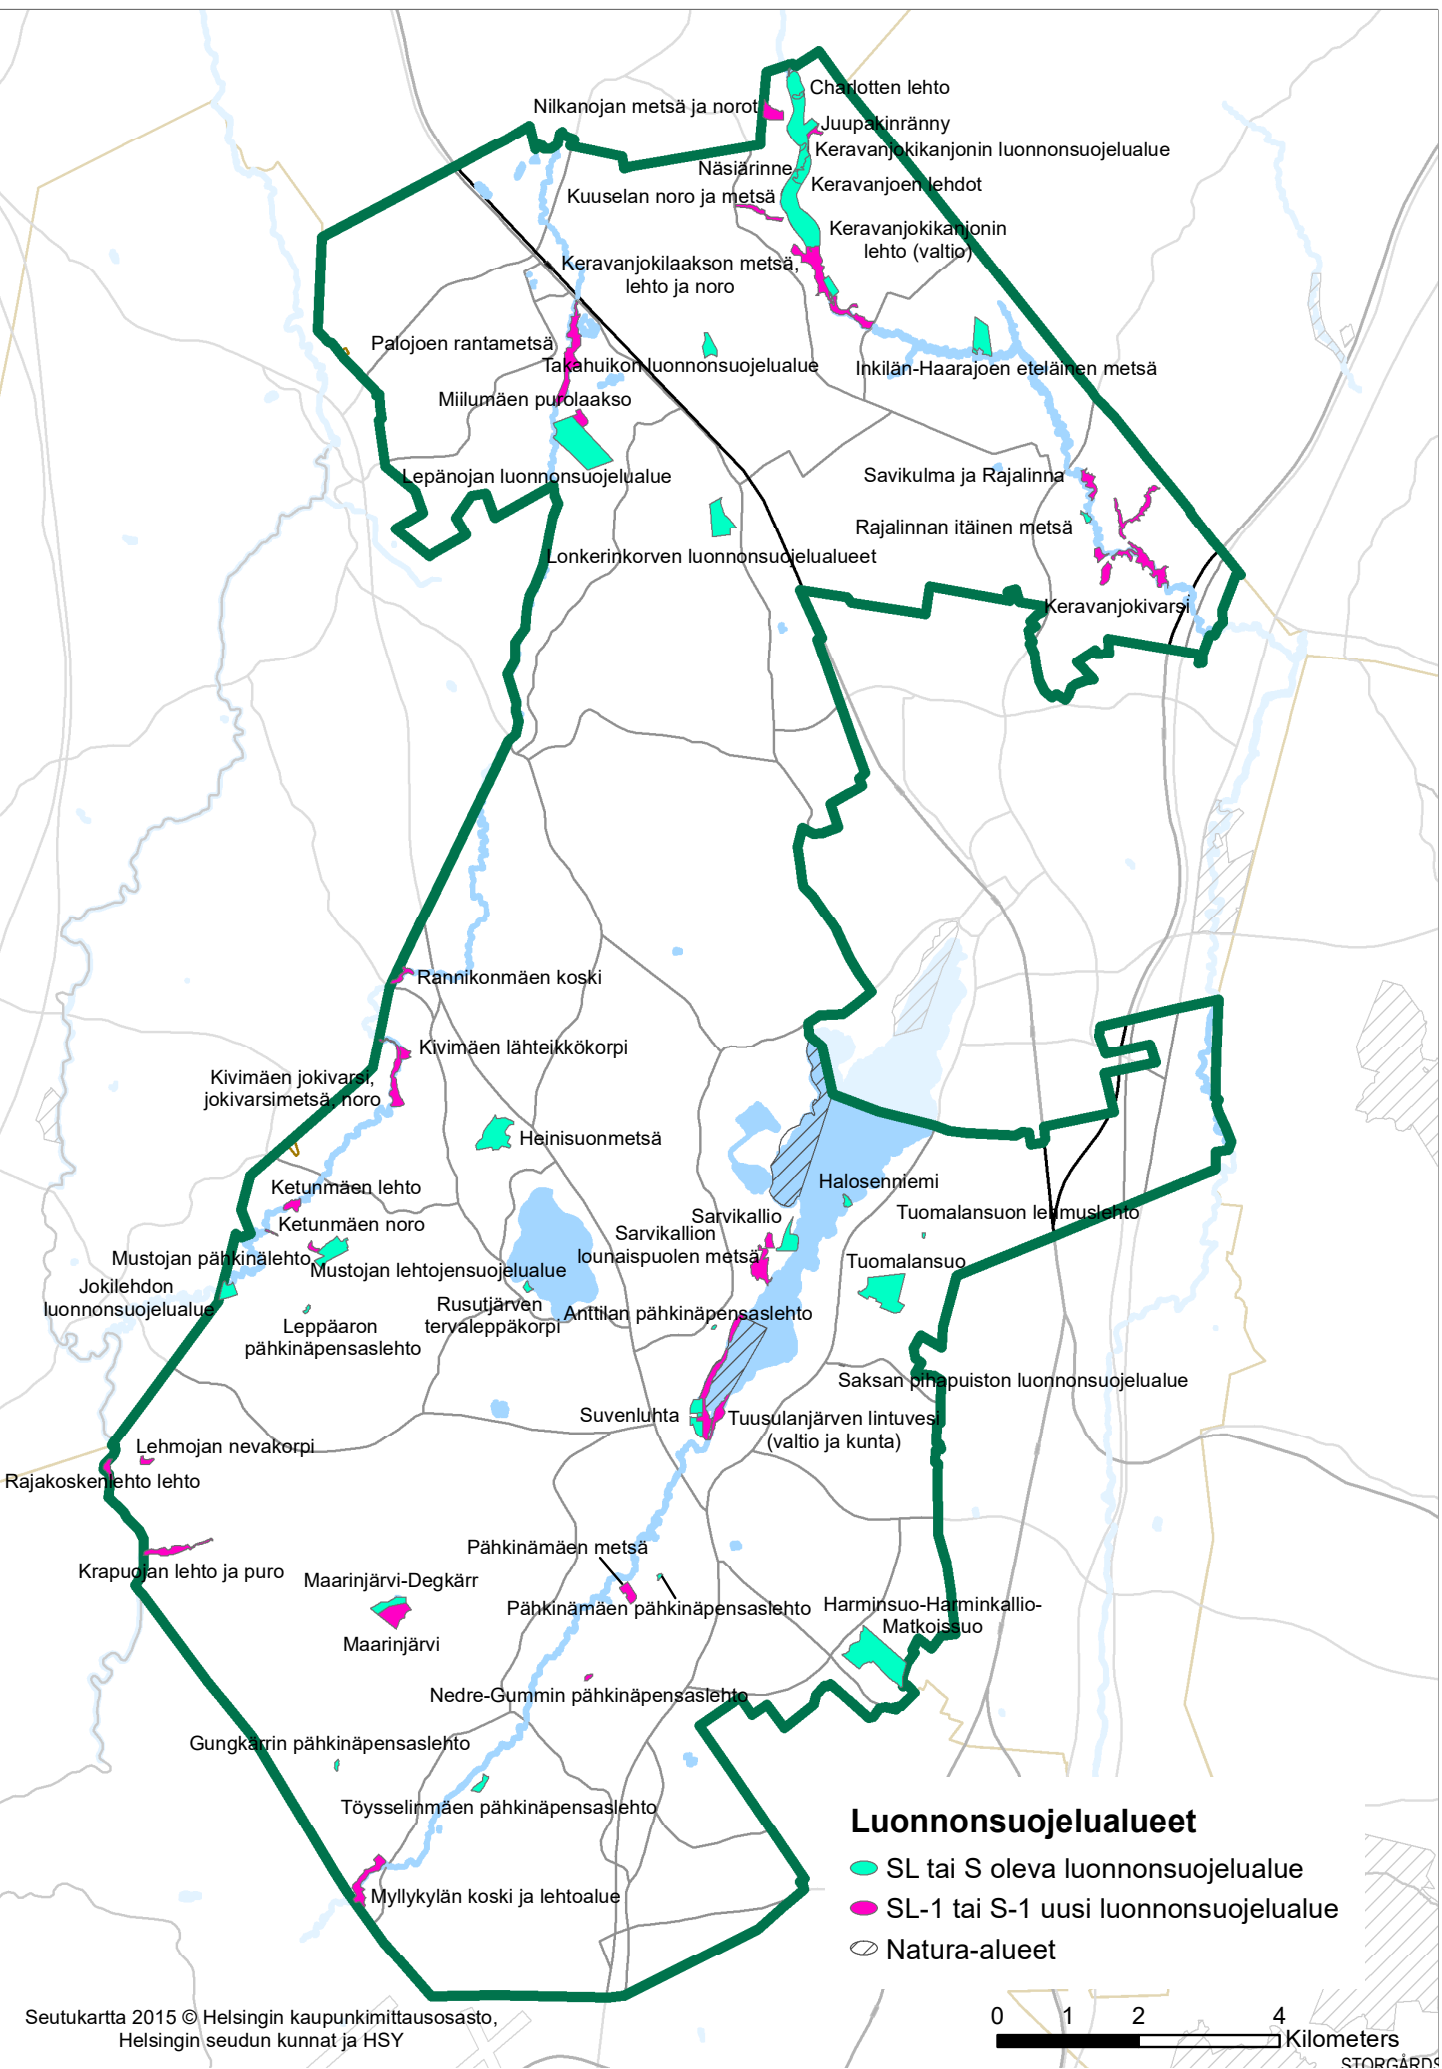 Charlotten lehto
Nilkanojan metsä ja norot
Juupakinränny
Keravanjokikanjonin luonnonsuojelualue
Näsiärinne
Keravanjoen lehdot
Kuuselan noro ja metsä
Keravanjokikanjonin
lehto (valtio)
Keravanjokilaakson metsä,
lehto ja noro
Palojoen rantametsä
Takahuikon luonnonsuojelualue
Inkilän-Haarajoen eteläinen metsä
Miilumäen purolaakso
Lepänojan luonnonsuojelualue
Savikulma ja Rajalinna
Rajalinnan itäinen metsä
Lonkerinkorven luonnonsuojelualueet
Keravanjokivarsi
Rannikonmäen koski
Kivimäen lähteikkökorpi
Kivimäen jokivarsi,
jokivarsimetsä, noro
Heinisuonmetsä
Ketunmäen lehto
Halosenniemi
Sarvikallio
Tuomalansuon lehmuslehto
Ketunmäen noro
Sarvikallion
lounaispuolen metsä
Mustojan pähkinälehto
Mustojan lehtojensuojelualue
Tuomalansuo
Jokilehdon
luonnonsuojelualue
Rusutjärven
tervaleppäkorpi
Anttilan pähkinäpensaslehto
Leppäaron
pähkinäpensaslehto
Saksan pihapuiston luonnonsuojelualue
Suvenluhta
Tuusulanjärven lintuvesi
(valtio ja kunta)
Lehmojan nevakorpi
Rajakoskenlehto lehto
Krapuojan lehto ja puro
Pähkinämäen metsä
Maarinjärvi-Degkärr
Pähkinämäen pähkinäpensaslehto
Harminsuo-Harminkallio-
Matkoissuo
Maarinjärvi
Nedre-Gummin pähkinäpensaslehto
Gungkärrin pähkinäpensaslehto
Töysselinmäen pähkinäpensaslehto
Myllykylän koski ja lehtoalue
Luonnonsuojelualueet
SL tai S oleva luonnonsuojelualue
SL-1 tai S-1 uusi luonnonsuojelualue
Natura-alueet
0 1 2 4
Kilometers
Seutukartta 2015 © Helsingin kaupunkimittausosasto,
Helsingin seudun kunnat ja HSY
STORGÅRDS